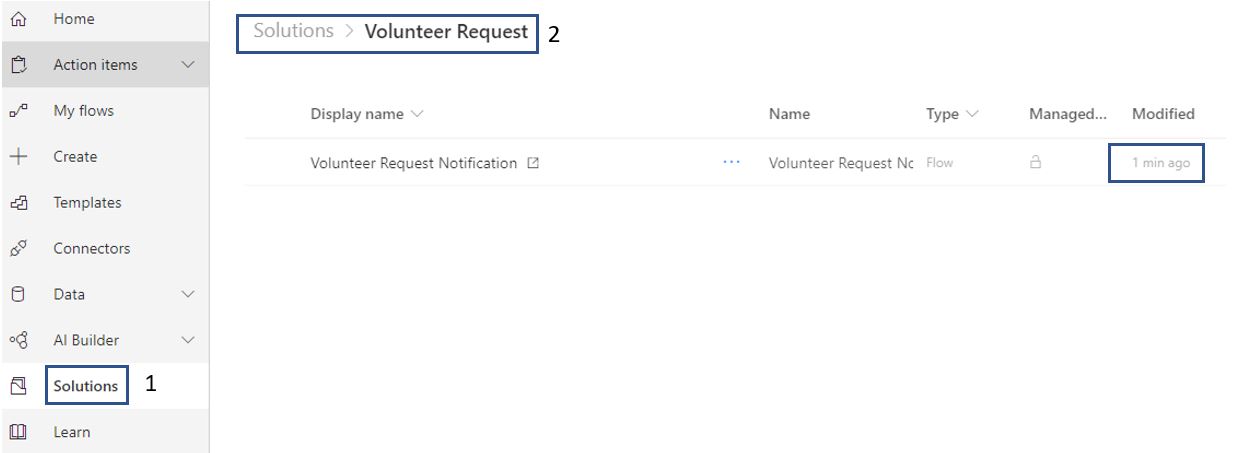 Home
Action items
My flows
Create
Templates
Connectors
Data
AI Builder
Solutions 1
Learn
Solutions > Volunteer Request 2
Display name Name Type Managed... Modified
Volunteer Request Notification ... Volunteer Request No Flow 1 min ago